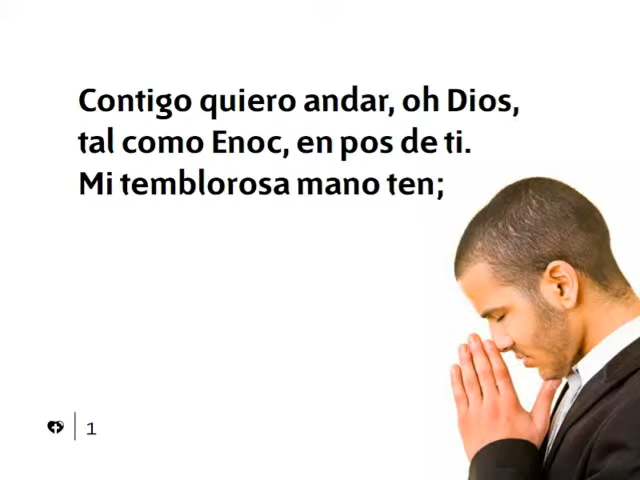 Contigo quiero andar, oh Dios,
tal como Enoc, en pos de ti.
Mi temblorosa mano ten;
1